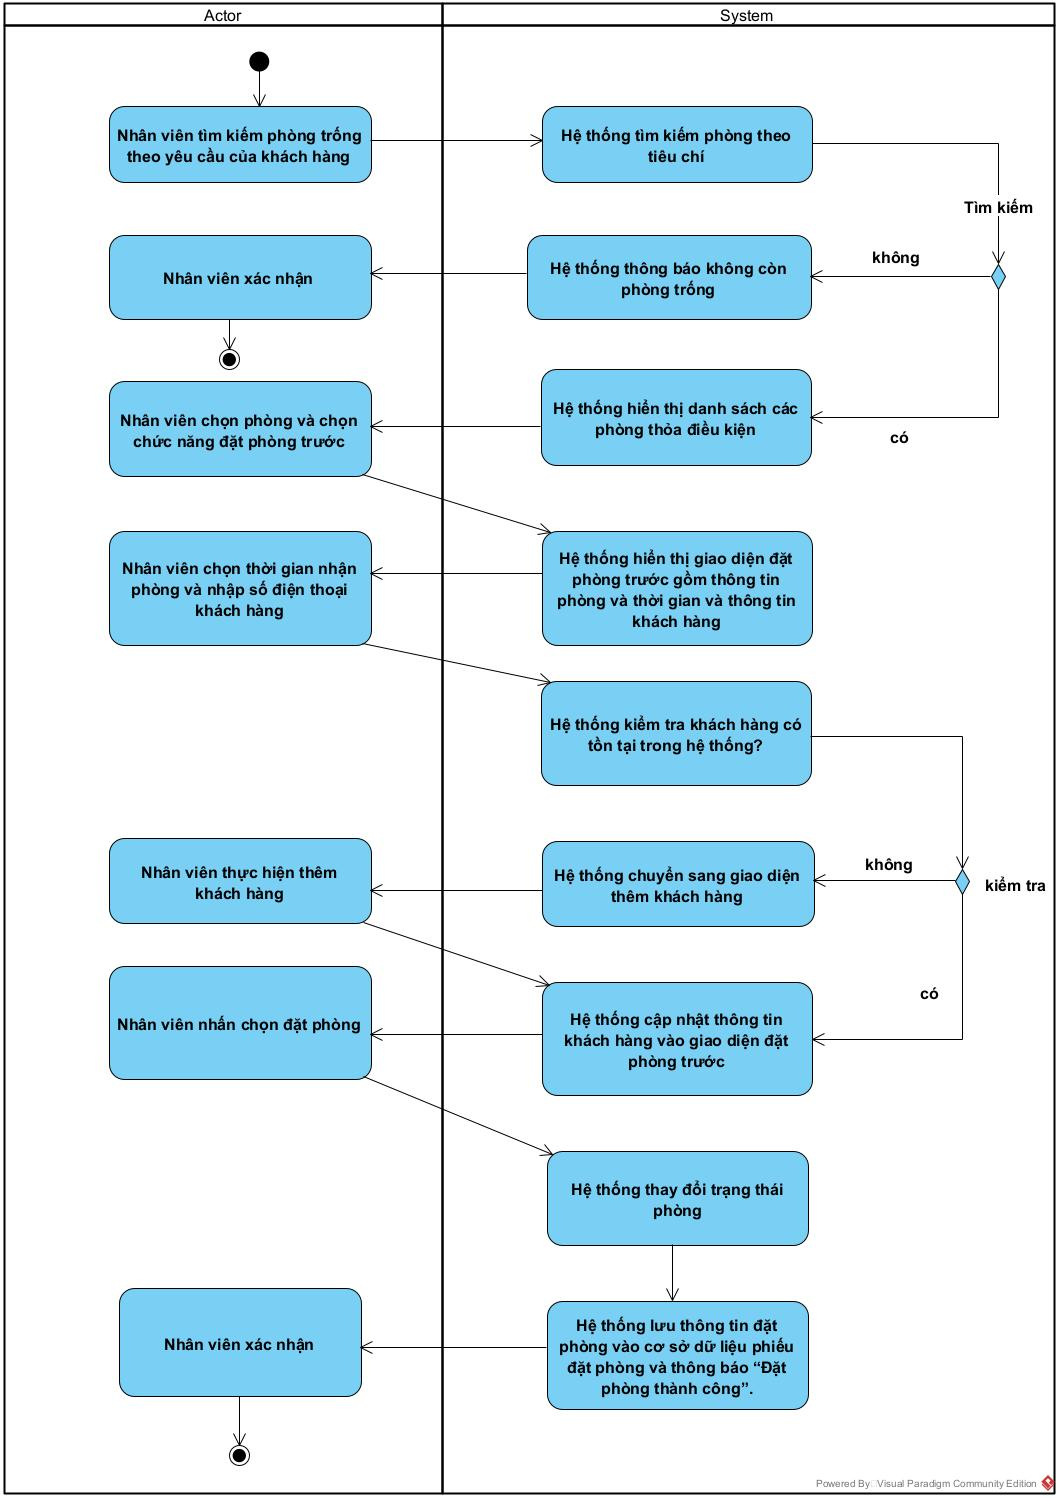 Actor
System
Nhân viên tìm kiếm phòng trống
theo yêu cầu của khách hàng
Hệ thống tìm kiếm phòng theo
tiêu chí
Tìm kiếm
không
Hệ thống thông báo không còn
phòng trống
Nhân viên xác nhận
có
Hệ thống hiển thị danh sách các
phòng thỏa điều kiện
Nhân viên chọn phòng và chọn
chức năng đặt phòng trước
Hệ thống hiển thị giao diện đặt
phòng trước gồm thông tin
phòng và thời gian và thông tin
khách hàng
Nhân viên chọn thời gian nhận
phòng và nhập số điện thoại
khách hàng
Hệ thống kiểm tra khách hàng có
tồn tại trong hệ thống?
kiểm tra
không
Hệ thống chuyển sang giao diện
thêm khách hàng
Nhân viên thực hiện thêm
khách hàng
có
Hệ thống cập nhật thông tin
khách hàng vào giao diện đặt
phòng trước
Nhân viên nhấn chọn đặt phòng
Hệ thống thay đổi trạng thái
phòng
Hệ thống lưu thông tin đặt
phòng vào cơ sở dữ liệu phiếu
đặt phòng và thông báo “Đặt
phòng thành công”.
Nhân viên xác nhận
Powered By Visual Paradigm Community Edition